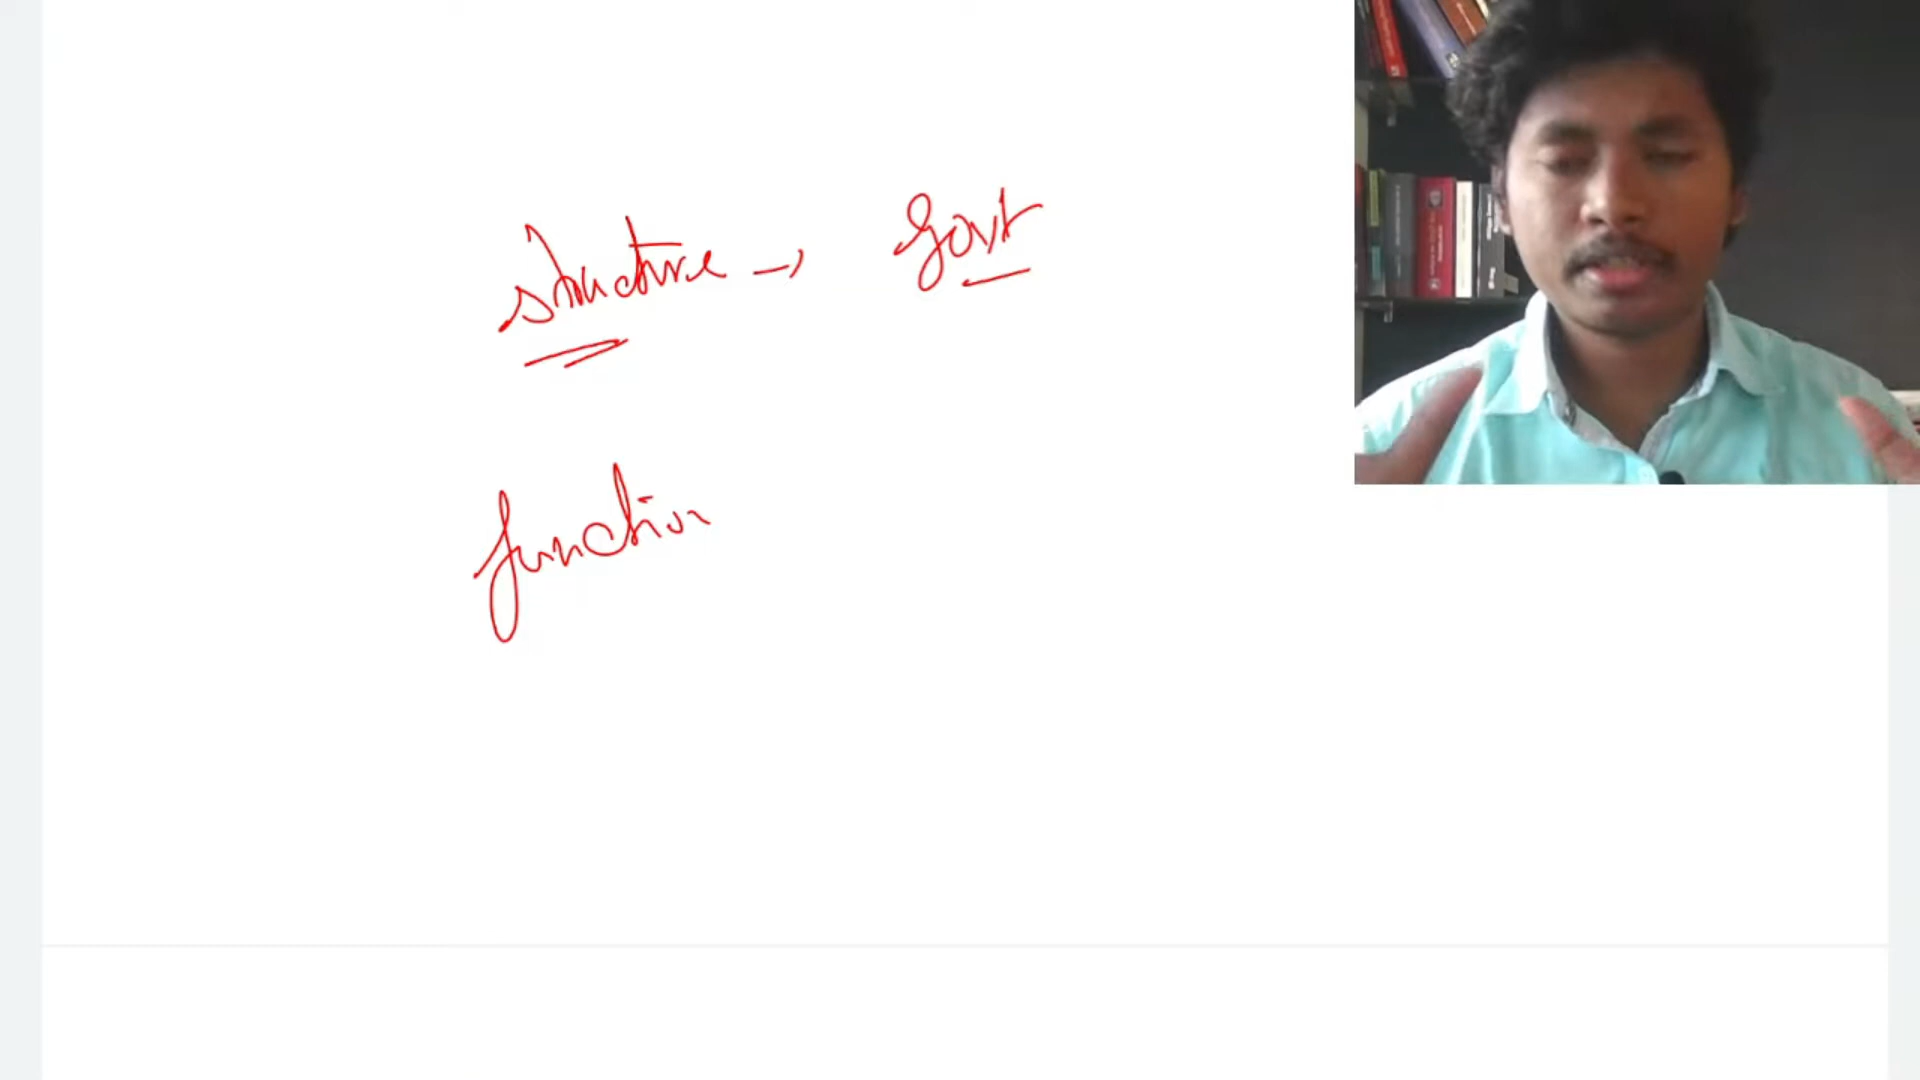 structure → Govt
function